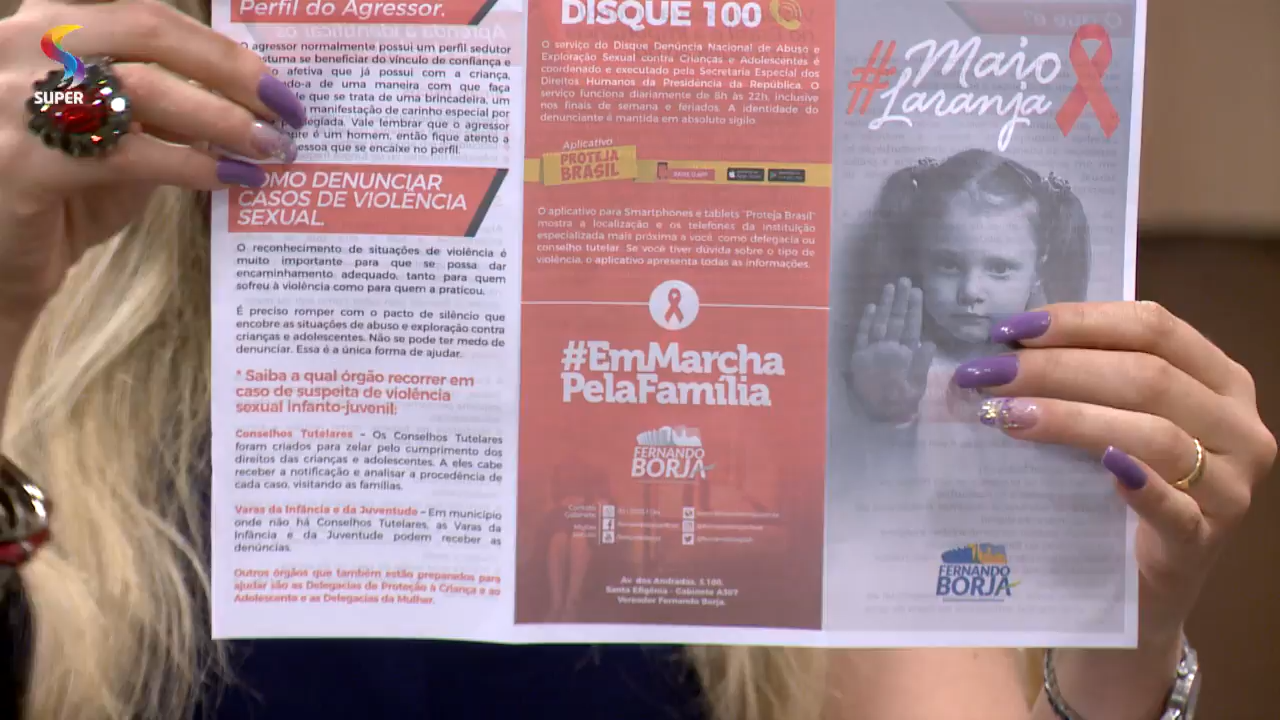 SUPER
Perfil do Agressor.
agressor normalmente possui um perfil sedutor
stuma se beneficiar do vínculo de confiança e
afetiva que já possui com a criança,
ndo-a de uma maneira com que faça
de que se trata de uma brincadeira, um
manifestação de carinho especial por
legiada. Vale lembrar que o agressor
é um homem, então fique atento a
essoa que se encaixe no perfil.
OMO DENUNCIAR
CASOS DE VIOLÊNCIA
SEXUAL.
O reconhecimento de situações de violência é
muito importante para que se possa dar
encaminhamento adequado, tanto para quem
sofreu à violência como para quem a praticou.
É preciso romper com o pacto de silêncio que
encobre as situações de abuso e exploração contra
crianças e adolescentes. Não se pode ter medo de
denunciar. Essa é a única forma de ajudar.
* Saiba a qual órgão recorrer em
caso de suspeita de violência
sexual infanto-juvenil:
Conselhos Tutelares – Os Conselhos Tutelares
foram criados para zelar pelo cumprimento dos
direitos das crianças e adolescentes. A eles cabe
receber a notificação e analisar a procedência de
cada caso, visitando as famílias.
Varas da Infância e da Juventude – Em município
onde não há Conselhos Tutelares, as Varas da
Infância e da Juventude podem receber as
denúncias.
Outros órgãos que também estão preparados para
ajudar são as Delegacias de Proteção à Criança e ao
Adolescente e as Delegacias da Mulher.
DISQUE 100
O serviço do Disque Denúncia Nacional de Abuso e
Exploração Sexual contra Crianças e Adolescentes é
coordenado e executado pela Secretaria Especial dos
Direitos Humanos da Presidência da República. O
serviço funciona diariamente de 8h às 22h, inclusive
nos finais de semana e feriados. A identidade do
denunciante é mantida em absoluto sigilo.
Aplicativo
PROTEJA
BRASIL
O aplicativo para Smartphones e tablets "Proteja Brasil"
mostra a localização e os telefones da instituição
especializada mais próxima a você, como delegacia ou
conselho tutelar. Se você tiver dúvida sobre o tipo de
violência, o aplicativo apresenta todas as informações.
#EmMarcha
PelaFamília
FERNANDO
BORJA
Contato
Gabinete
Mídias
Sociais
Av. dos Andradas, 3.100,
Santa Efigênia - Gabinete A307
Vereador Fernando Borja.
#Maio
Laranja
FERNANDO
BORJA